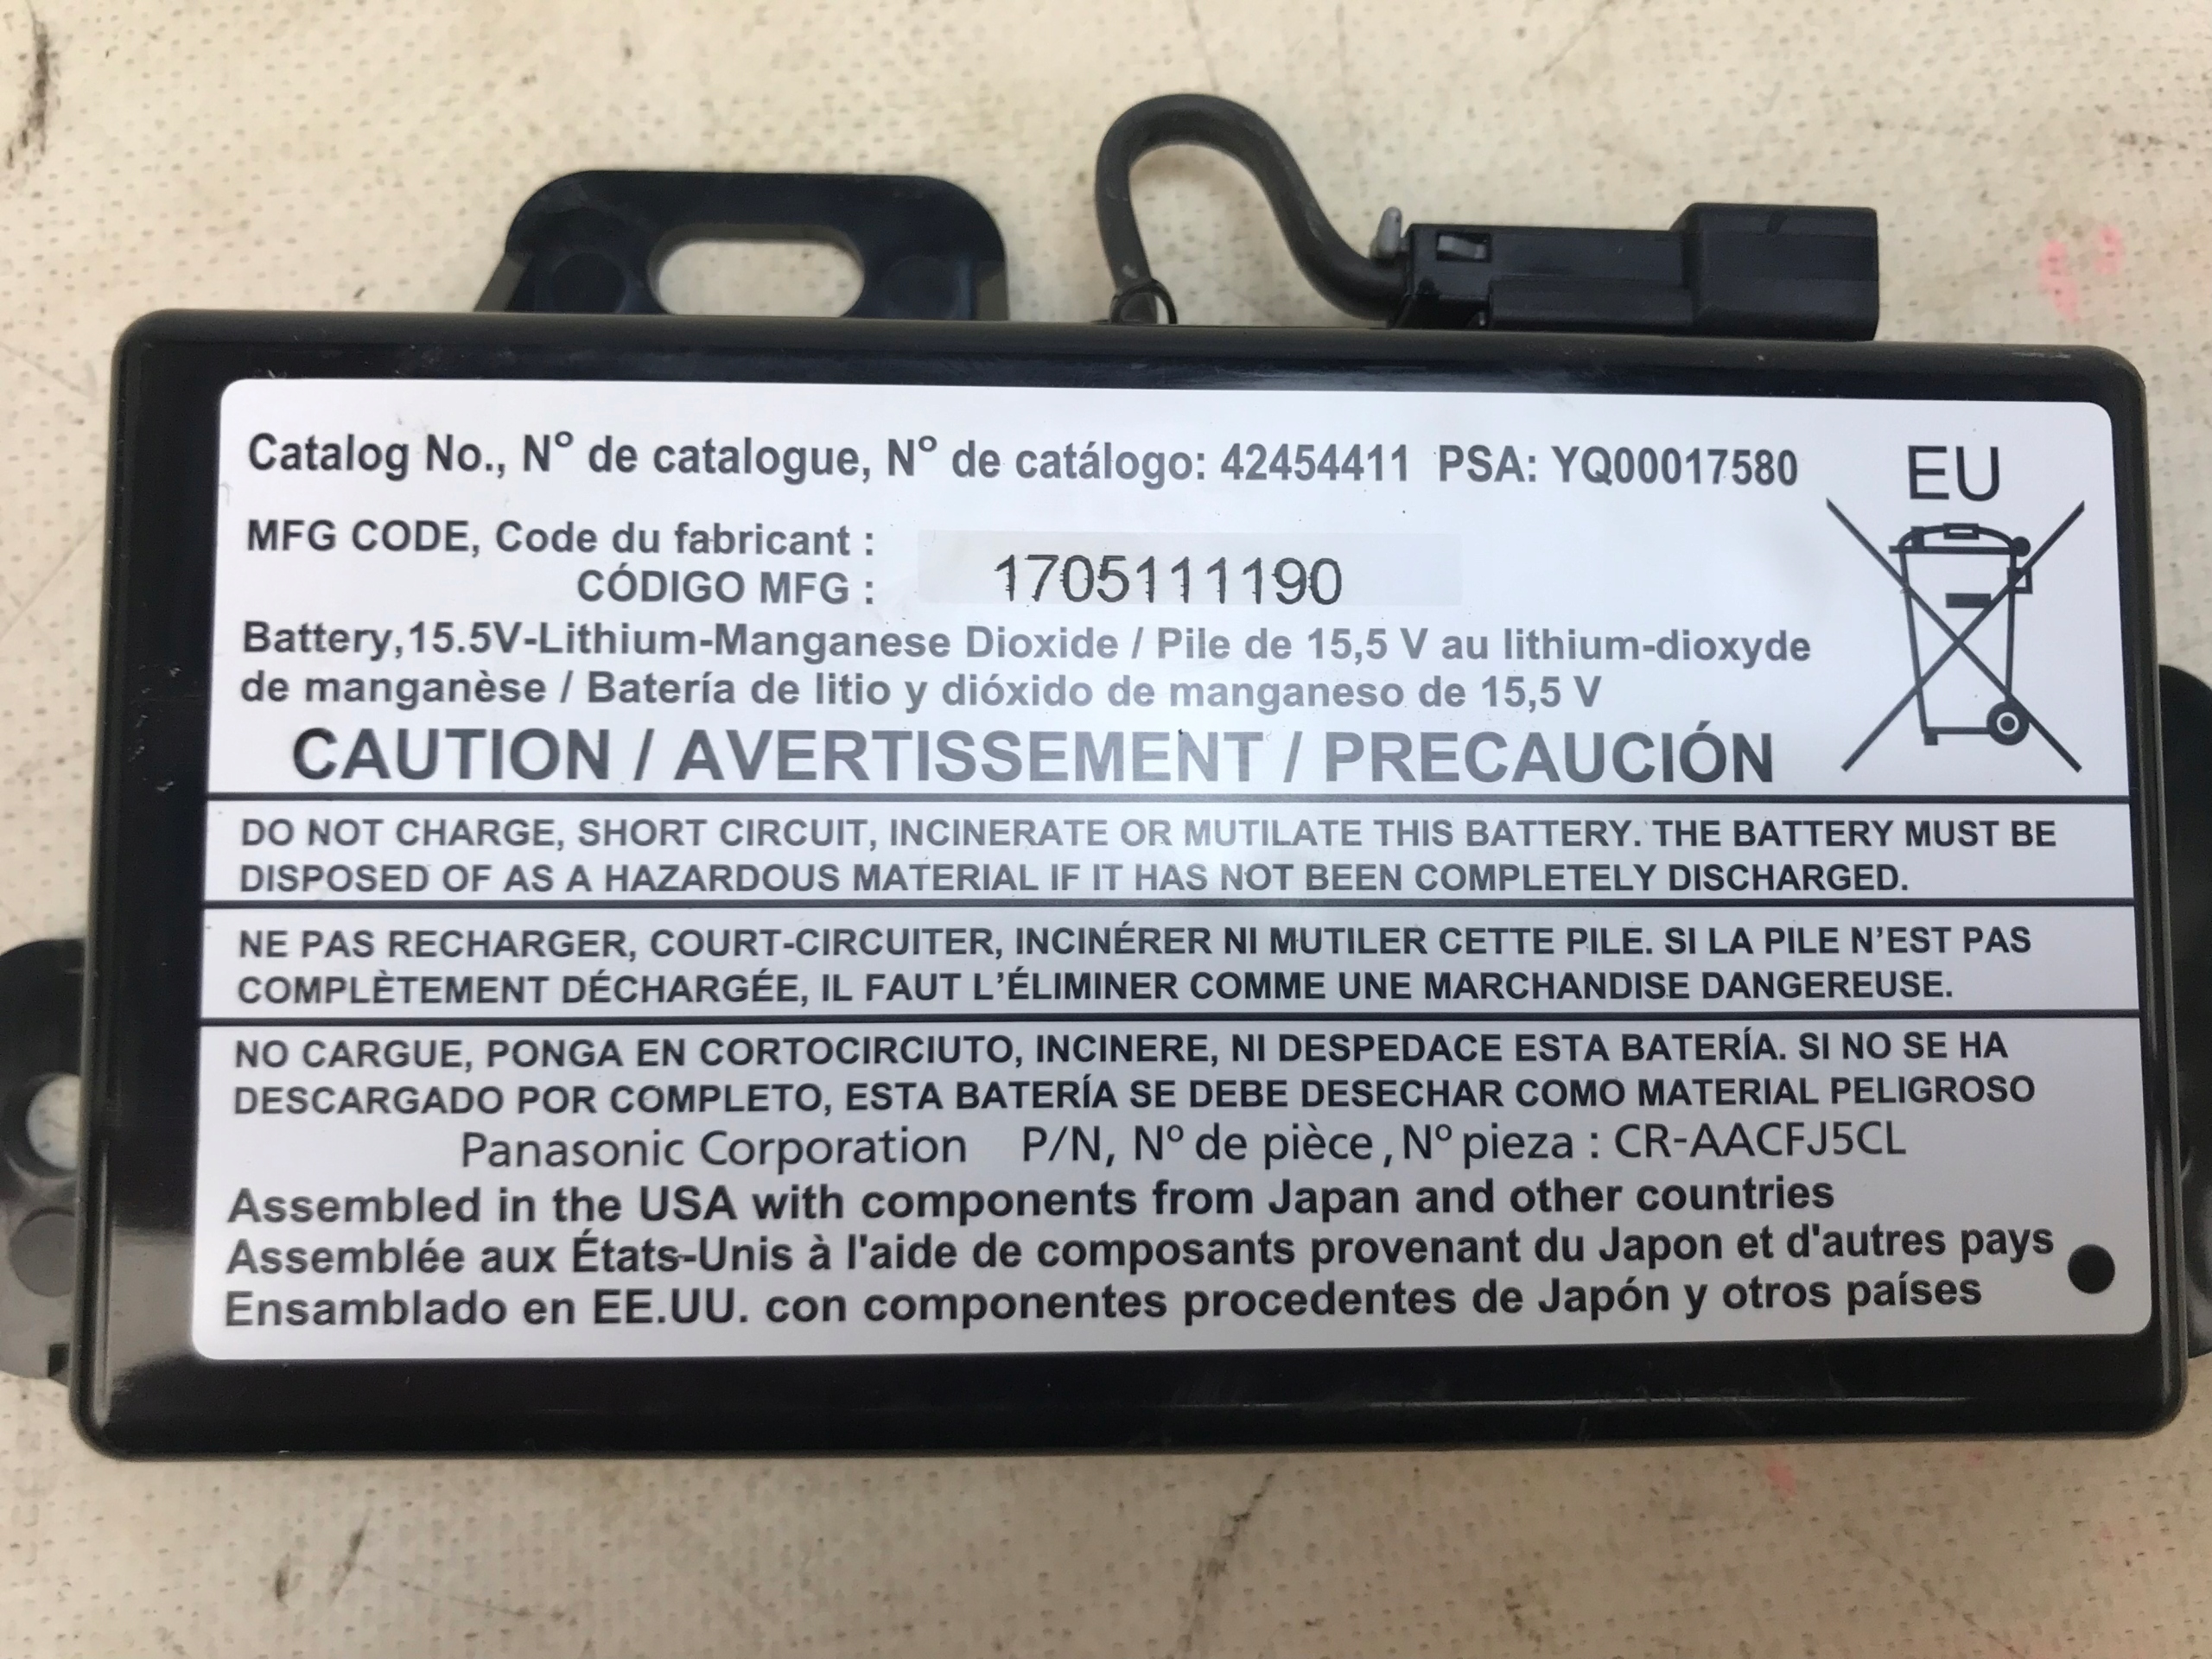 Catalog No., Nº de catalogue, Nº de catálogo: 42454411 PSA: YQ00017580
EU
MFG CODE, Code du fabricant :
CÓDIGO MFG :
1705111190
Battery,15.5V-Lithium-Manganese Dioxide / Pile de 15,5 V au lithium-dioxyde
de manganèse / Batería de litio y dióxido de manganeso de 15,5 V
CAUTION / AVERTISSEMENT / PRECAUCIÓN
DO NOT CHARGE, SHORT CIRCUIT, INCINERATE OR MUTILATE THIS BATTERY. THE BATTERY MUST BE
DISPOSED OF AS A HAZARDOUS MATERIAL IF IT HAS NOT BEEN COMPLETELY DISCHARGED.
NE PAS RECHARGER, COURT-CIRCUITER, INCINÉRER NI MUTILER CETTE PILE. SI LA PILE N'EST PAS
COMPLÈTEMENT DÉCHARGÉE, IL FAUT L'ÉLIMINER COMME UNE MARCHANDISE DANGEREUSE.
NO CARGUE, PONGA EN CORTOCIRCIUTO, INCINERE, NI DESPEDACE ESTA BATERÍA. SI NO SE HA
DESCARGADO POR COMPLETO, ESTA BATERÍA SE DEBE DESECHAR COMO MATERIAL PELIGROSO
Panasonic Corporation P/N, Nº de pièce, Nº pieza : CR-AACFJ5CL
Assembled in the USA with components from Japan and other countries
Assemblée aux États-Unis à l'aide de composants provenant du Japon et d'autres pays
Ensamblado en EE.UU. con componentes procedentes de Japón y otros países